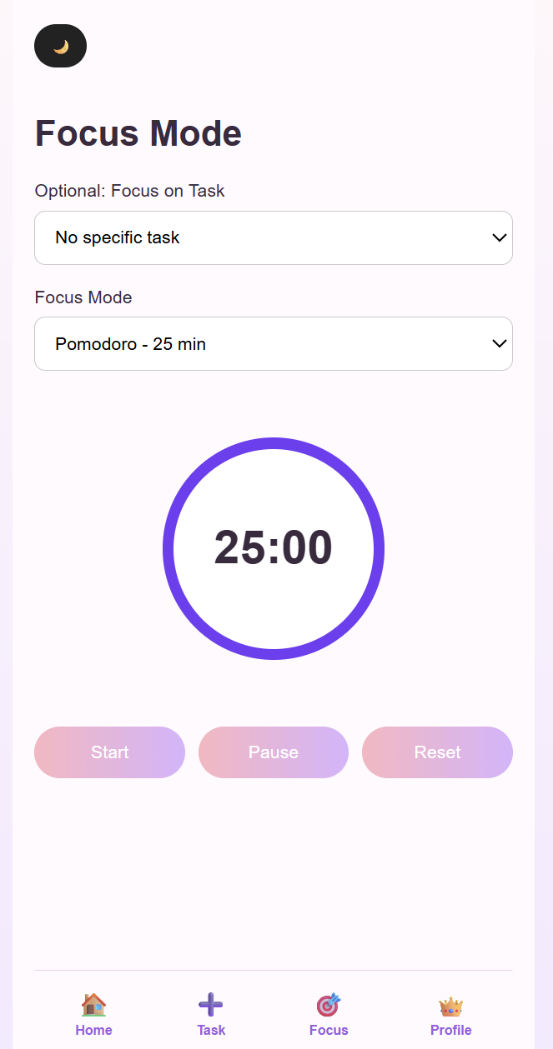 Focus Mode
Optional: Focus on Task
No specific task
Focus Mode
Pomodoro - 25 min
25:00
Start Pause Reset
Home Task Focus Profile